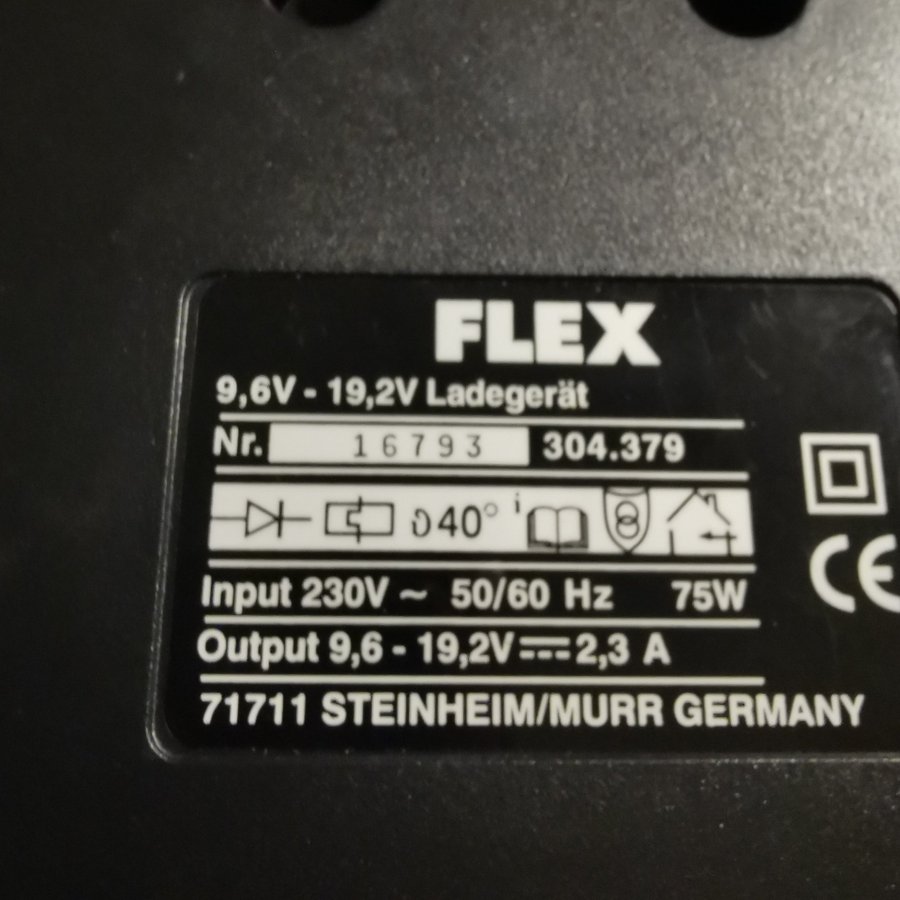 FLEX
9,6V - 19,2V Ladegerät
Nr. 16793 304.379
ϑ40° i
Input 230V ~ 50/60 Hz 75W
CE
Output 9,6 - 19,2V ⎓ 2,3 A
71711 STEINHEIM/MURR GERMANY